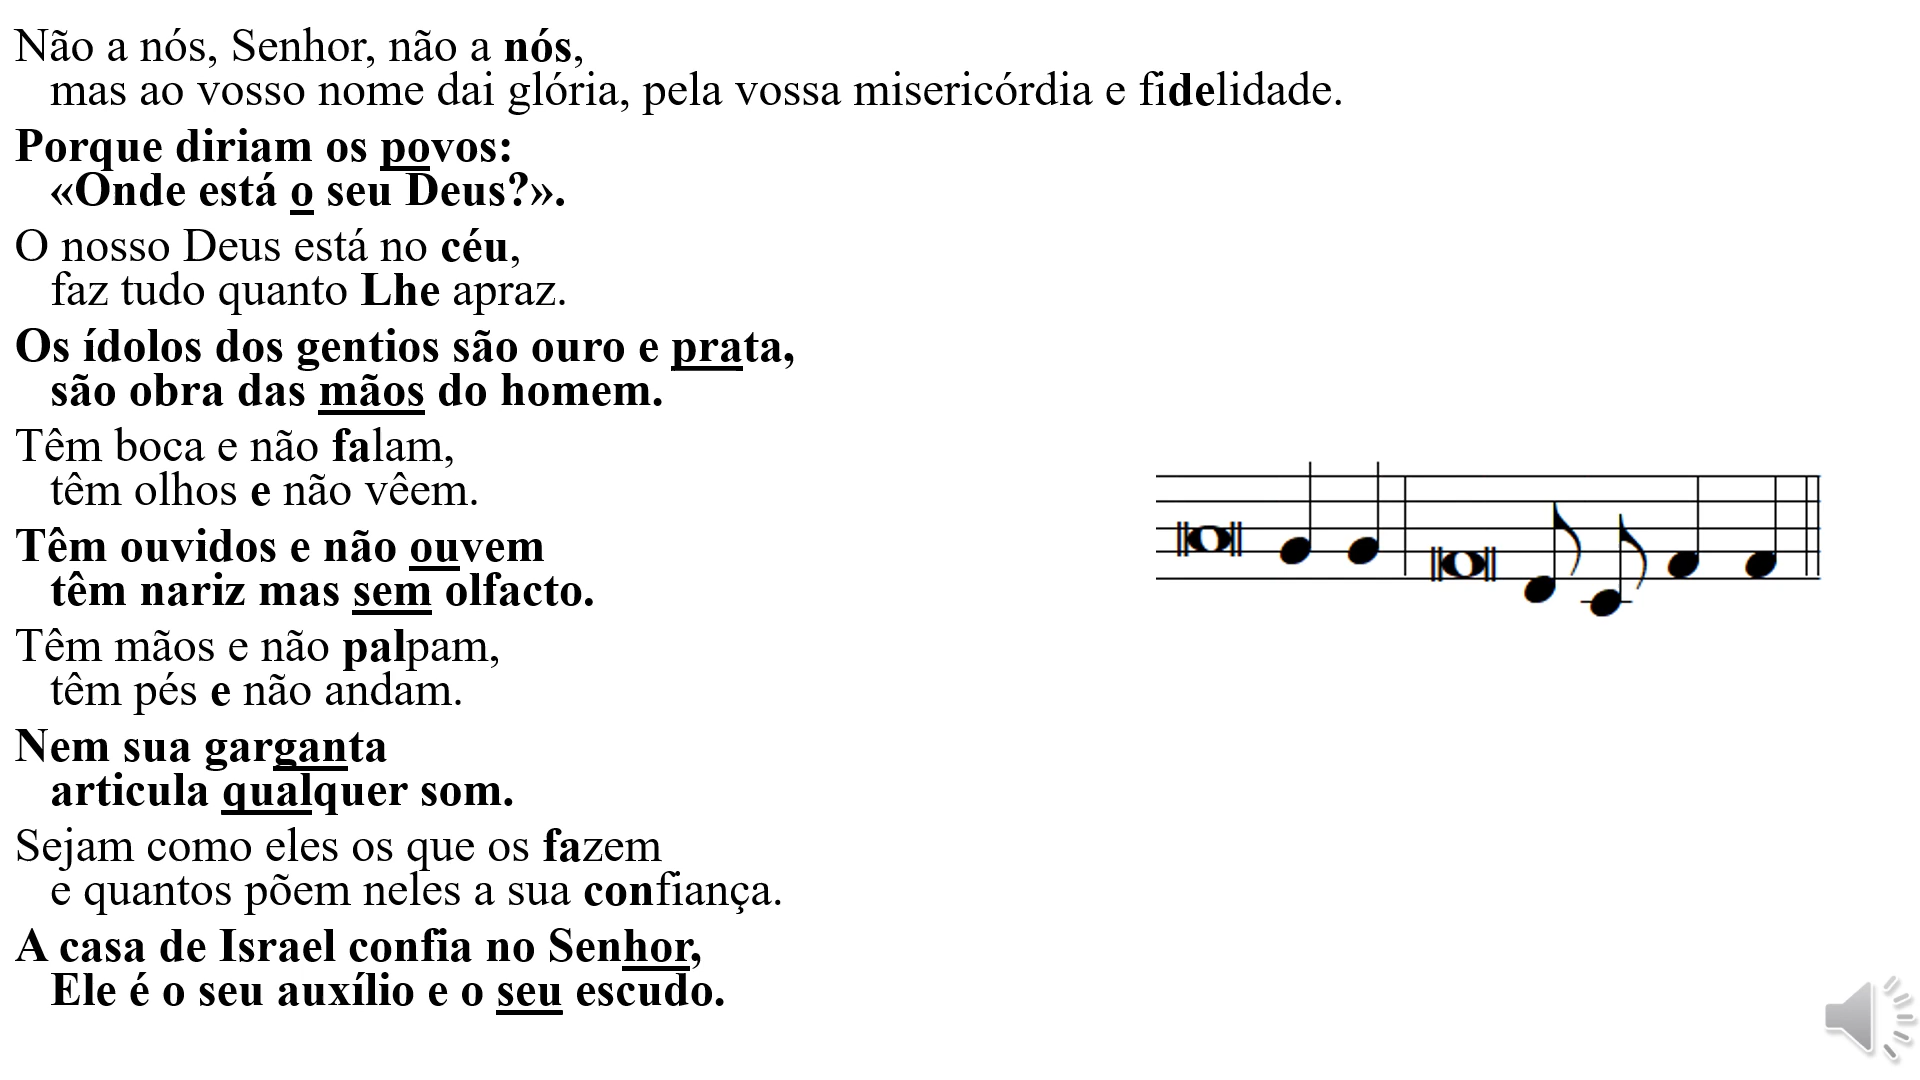 Não a nós, Senhor, não a nós,
mas ao vosso nome dai glória, pela vossa misericórdia e fidelidade.
Porque diriam os povos:
«Onde está o seu Deus?».
O nosso Deus está no céu,
faz tudo quanto Lhe apraz.
Os ídolos dos gentios são ouro e prata,
são obra das mãos do homem.
Têm boca e não falam,
têm olhos e não vêem.
Têm ouvidos e não ouvem
têm nariz mas sem olfacto.
Têm mãos e não palpam,
têm pés e não andam.
Nem sua garganta
articula qualquer som.
Sejam como eles os que os fazem
e quantos põem neles a sua confiança.
A casa de Israel confia no Senhor,
Ele é o seu auxílio e o seu escudo.